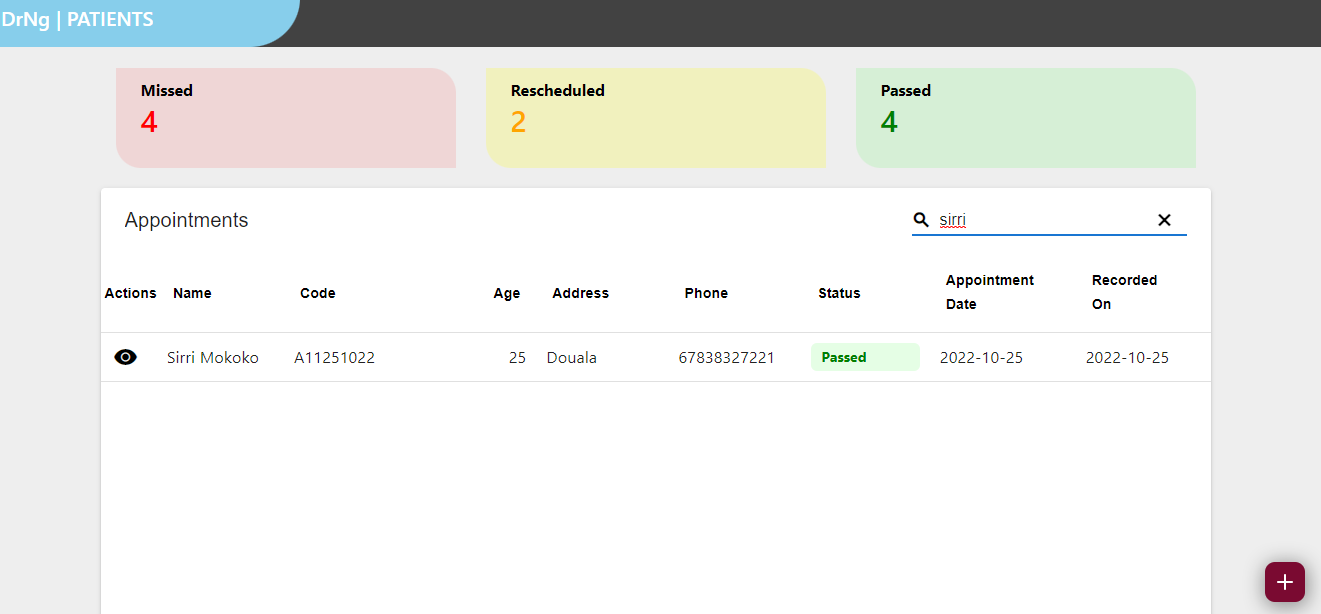 DrNg | PATIENTS
Missed
4
Rescheduled
2
Passed
4
Appointments
sirri
Actions Name Code Age Address Phone Status Appointment Date Recorded On
Sirri Mokoko A11251022 25 Douala 67838327221 Passed 2022-10-25 2022-10-25